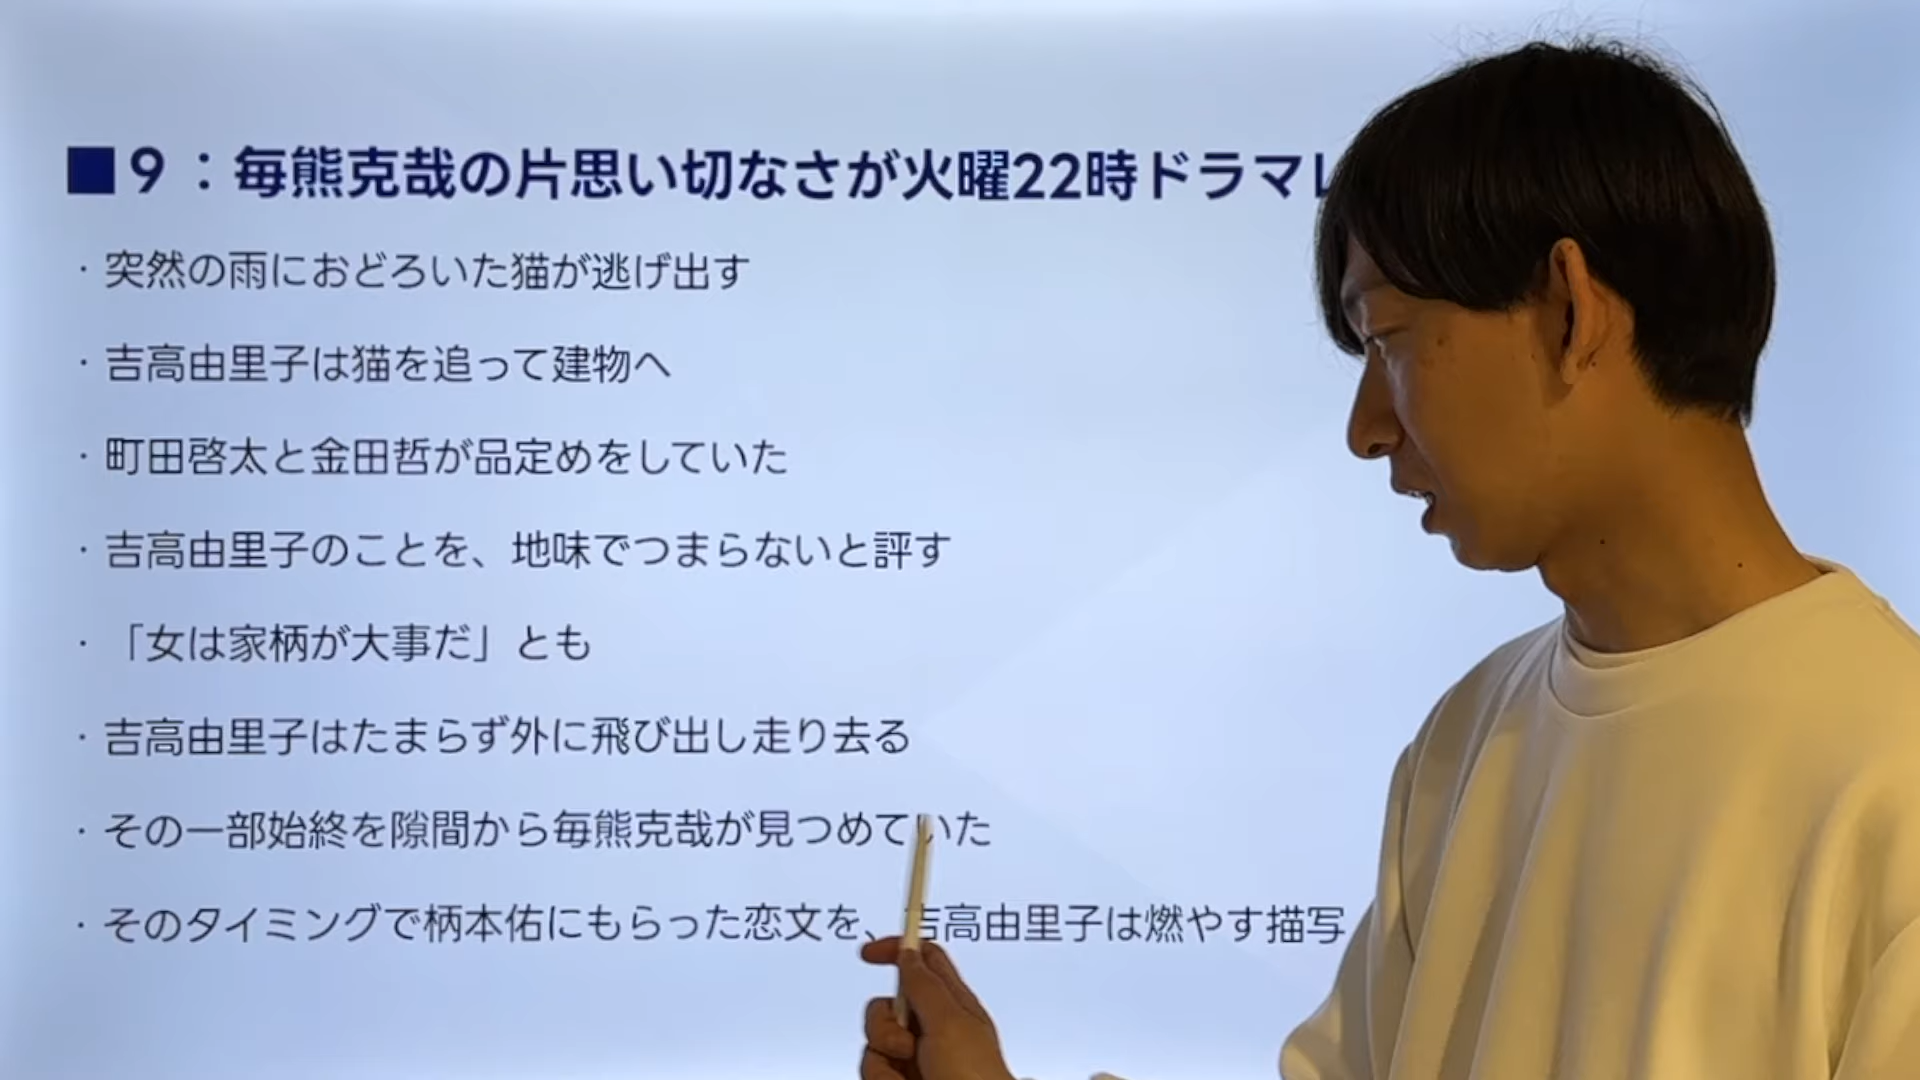 ■９：毎熊克哉の片思い切なさが火曜22時ドラマレ
・突然の雨におどろいた猫が逃げ出す
・吉高由里子は猫を追って建物へ
・町田啓太と金田哲が品定めをしていた
・吉高由里子のことを、地味でつまらないと評す
・「女は家柄が大事だ」とも
・吉高由里子はたまらず外に飛び出し走り去る
・その一部始終を隙間から毎熊克哉が見つめていた
・そのタイミングで柄本佑にもらった恋文を、吉高由里子は燃やす描写